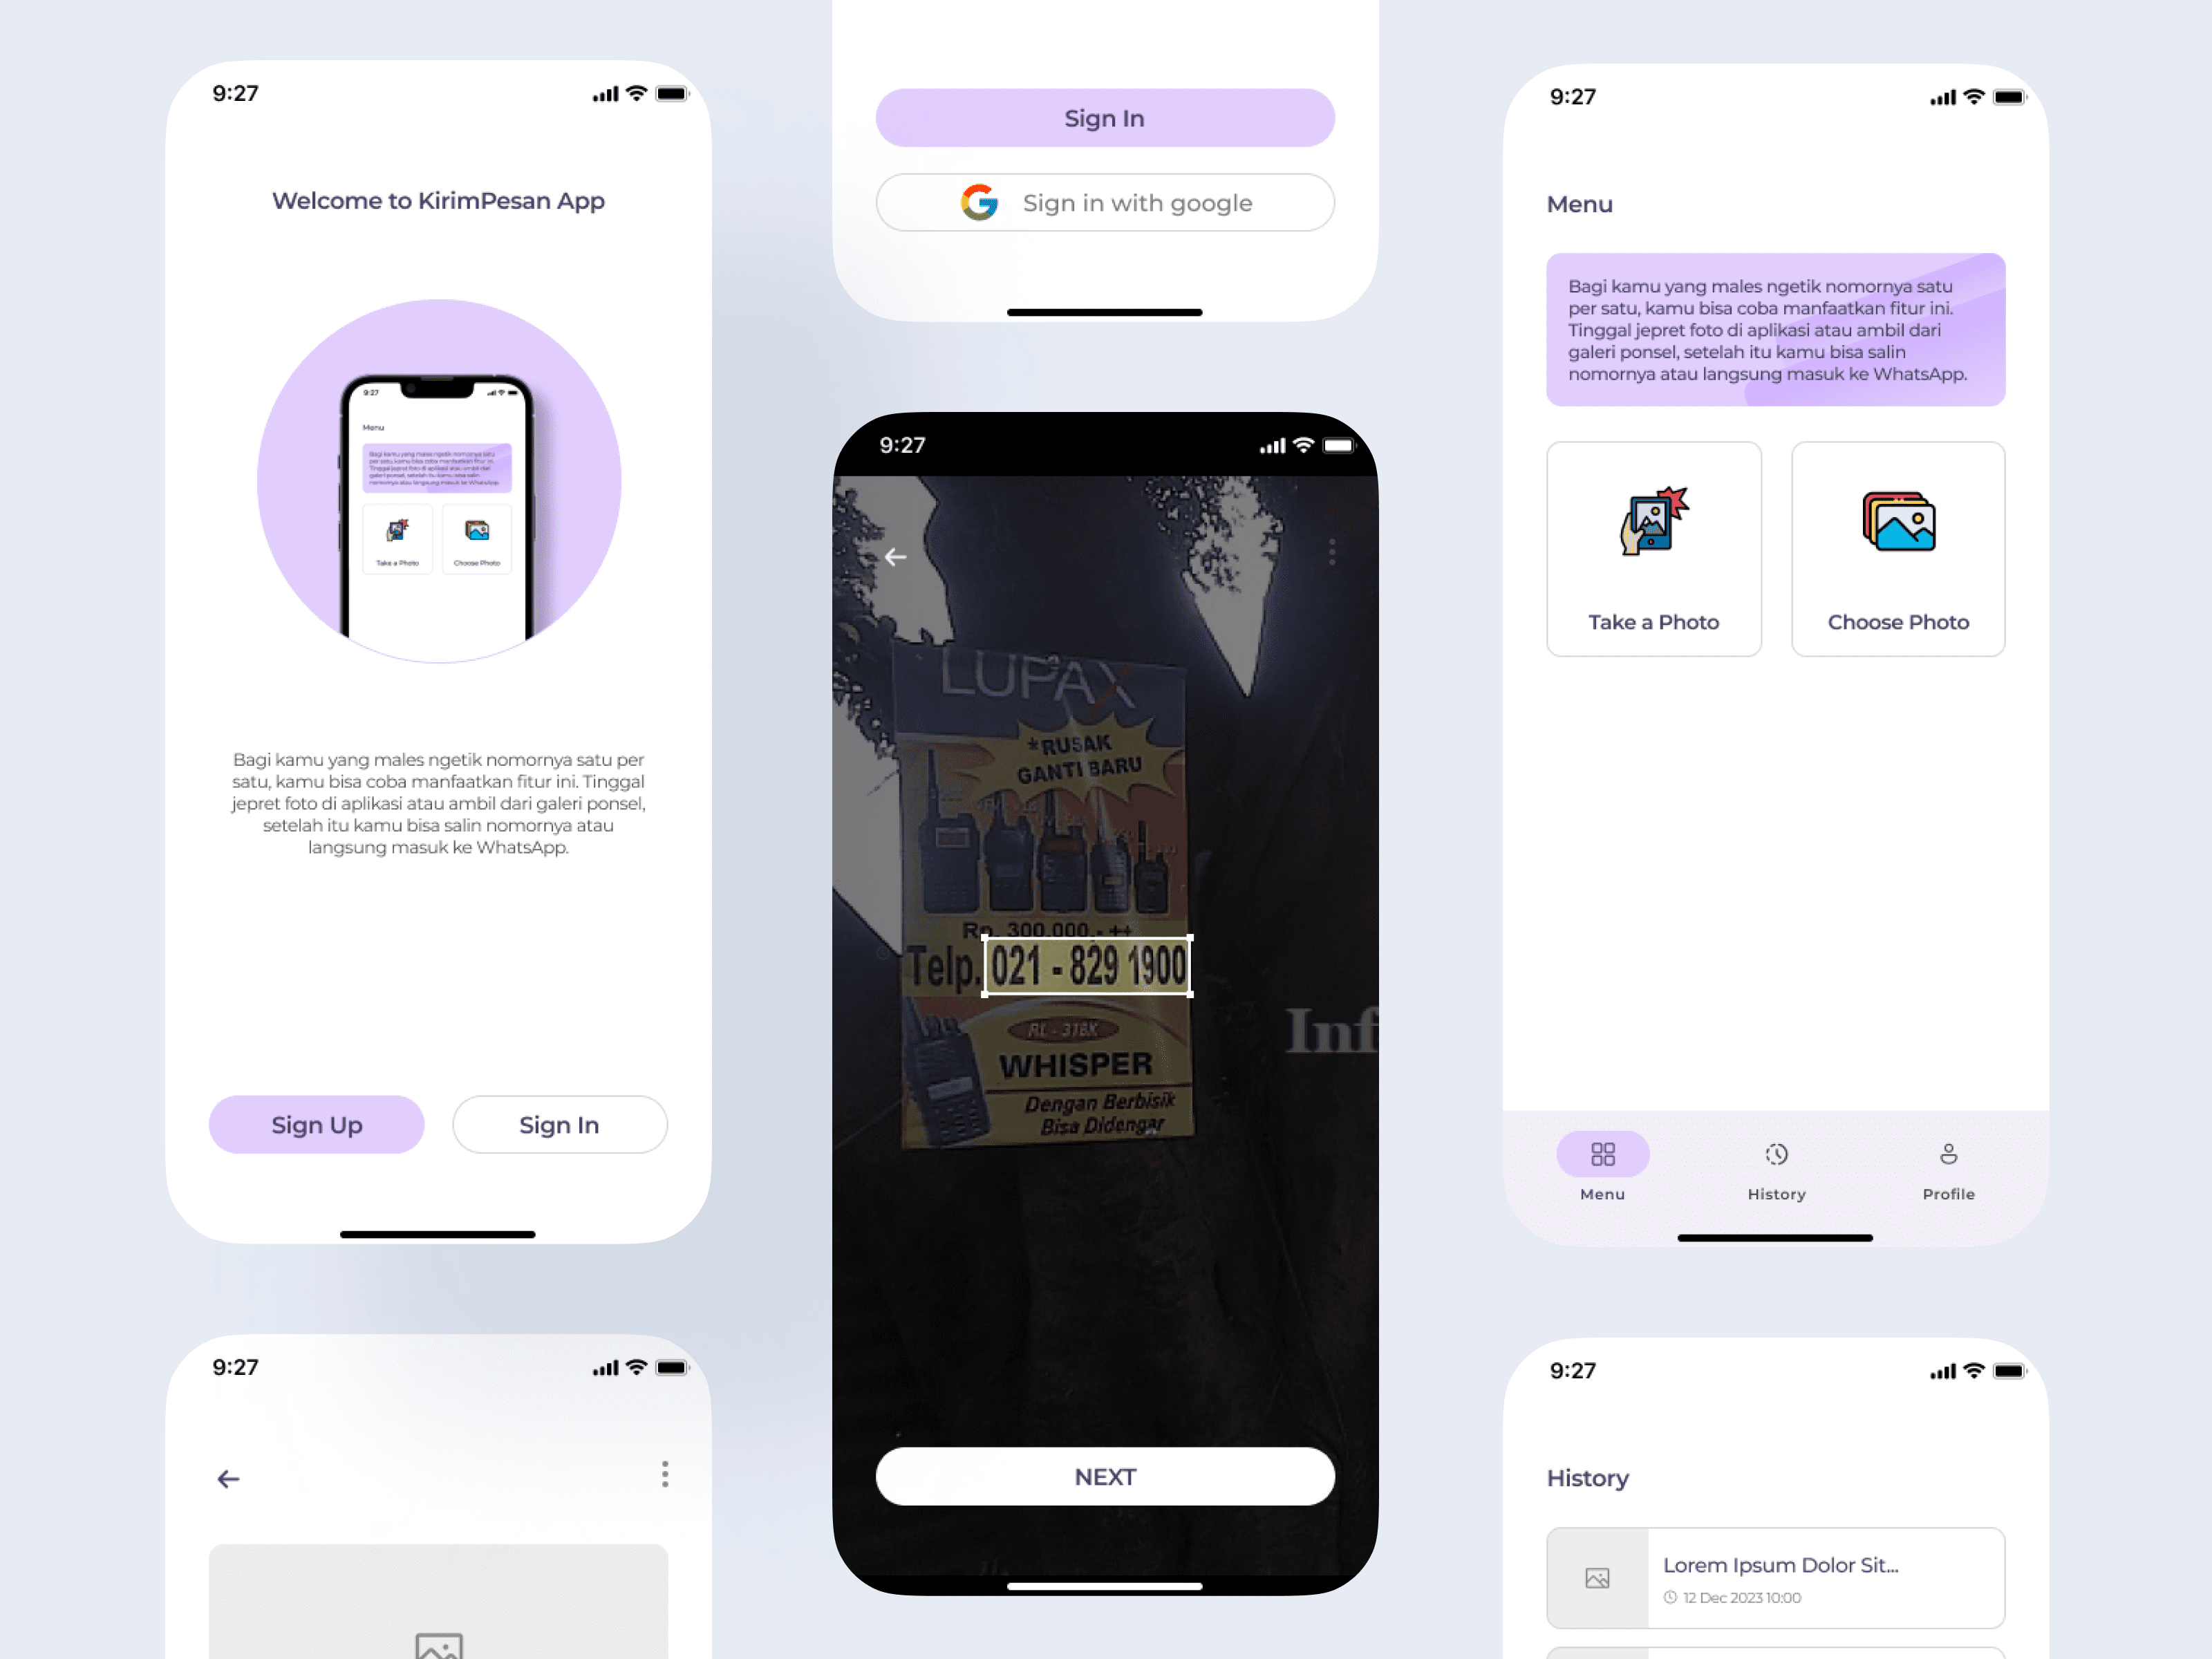 9:27
Welcome to KirimPesan App
9:27
Menu
Bagi kamu yang males ngetik nomornya satu
per satu, kamu bisa coba manfaatkan fitur ini.
Tinggal jepret foto di aplikasi atau ambil dari
galeri ponsel, setelah itu kamu bisa salin
nomornya atau langsung masuk ke WhatsApp.
Take a Photo
Choose Photo
Bagi kamu yang males ngetik nomornya satu per
satu, kamu bisa coba manfaatkan fitur ini. Tinggal
jepret foto di aplikasi atau ambil dari galeri ponsel,
setelah itu kamu bisa salin nomornya atau
langsung masuk ke WhatsApp.
Sign Up
Sign In
9:27
Sign In
Sign in with google
9:27
LUPAX
*RUSAK
GANTI BARU
Rp. 300.000,- ++
Telp. 021 - 829 1900
WHISPER
Dengan Berbisik
Bisa Didengar
Inf
NEXT
9:27
Menu
Bagi kamu yang males ngetik nomornya satu
per satu, kamu bisa coba manfaatkan fitur ini.
Tinggal jepret foto di aplikasi atau ambil dari
galeri ponsel, setelah itu kamu bisa salin
nomornya atau langsung masuk ke WhatsApp.
Take a Photo
Choose Photo
Menu
History
Profile
9:27
History
Lorem Ipsum Dolor Sit...
12 Dec 2023 10:00